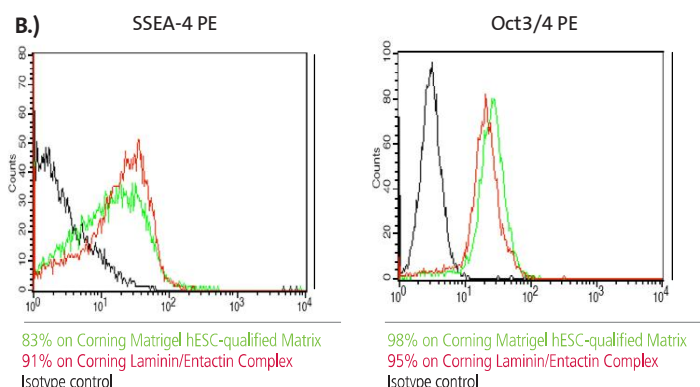 B.)
SSEA-4 PE
Oct3/4 PE
80
70
60
50
40
30
20
10
0
Counts
10⁰
10¹
10²
10³
10⁴
100
80
60
40
20
0
Counts
10⁰
10¹
10²
10³
10⁴
83% on Corning Matrigel hESC-qualified Matrix
91% on Corning Laminin/Entactin Complex
Isotype control
98% on Corning Matrigel hESC-qualified Matrix
95% on Corning Laminin/Entactin Complex
Isotype control